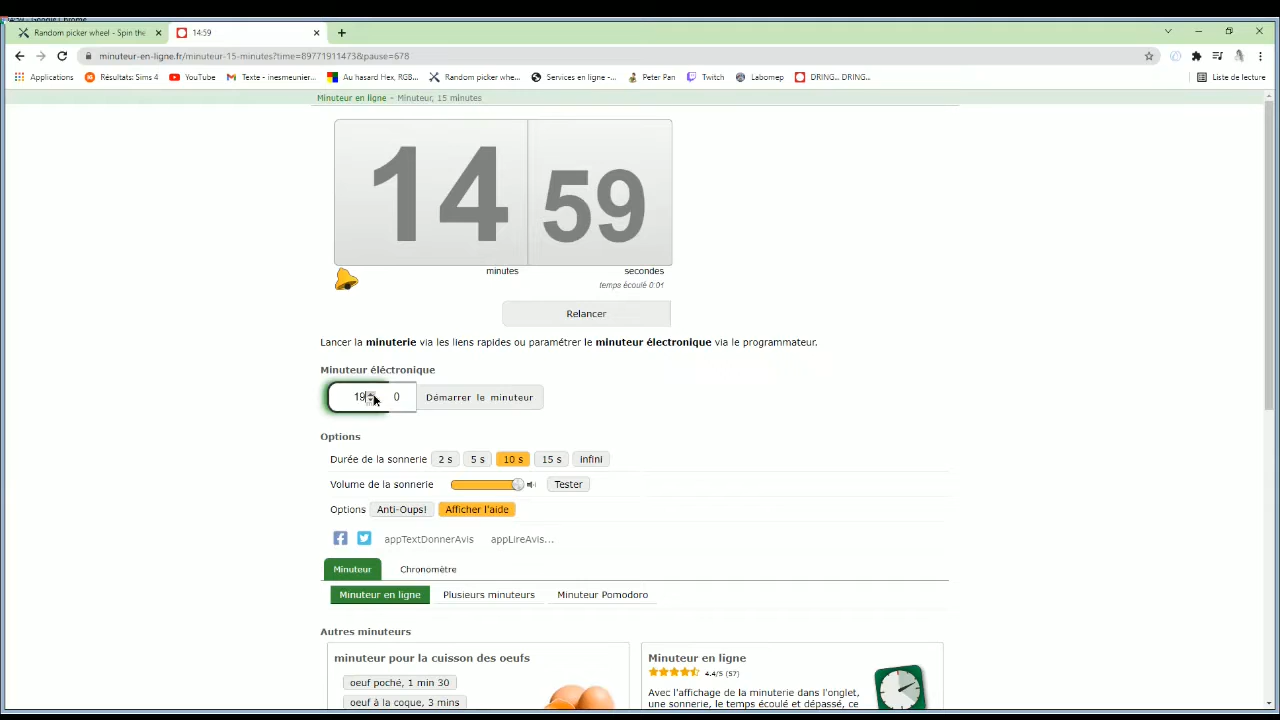 14:59 - Google Chrome
Random picker wheel - Spin the
14:59
minuteur-en-ligne.fr/minuteur-15-minutes?time=89771911473&pause=678
Applications
Résultats: Sims 4
YouTube
Texte - inesmeunier...
Au hasard Hex, RGB...
Random picker whe...
Services en ligne -...
Peter Pan
Twitch
Labomep
DRING... DRING...
Liste de lecture
Minuteur en ligne - Minuteur, 15 minutes
14 59
minutes secondes
temps écoulé 0:01
Relancer
Lancer la minuterie via les liens rapides ou paramétrer le minuteur électronique via le programmateur.
Minuteur éléctronique
19 0 Démarrer le minuteur
Options
Durée de la sonnerie 2 s 5 s 10 s 15 s infini
Volume de la sonnerie Tester
Options Anti-Oups! Afficher l'aide
appTextDonnerAvis appLireAvis...
Minuteur Chronomètre
Minuteur en ligne Plusieurs minuteurs Minuteur Pomodoro
Autres minuteurs
minuteur pour la cuisson des oeufs
oeuf poché, 1 min 30
oeuf à la coque, 3 mins
Minuteur en ligne
4.4/5 (57)
Avec l'affichage de la minuterie dans l'onglet,
une sonnerie, le temps écoulé et dépassé, ce